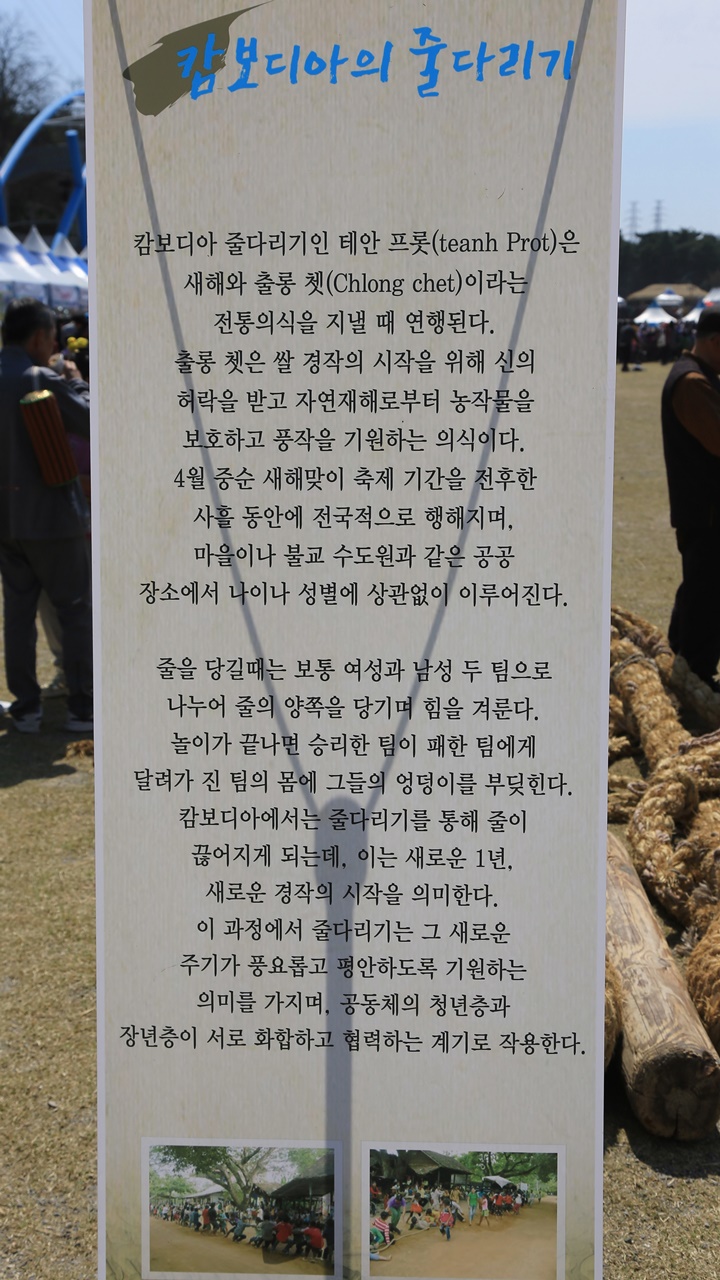 캄보디아의 줄다리기
캄보디아 줄다리기인 테안 프롯(teanh Prot)은
새해와 출롱 쳇(Chlong chet)이라는
전통의식을 지낼 때 연행된다.
출롱 쳇은 쌀 경작의 시작을 위해 신의
허락을 받고 자연재해로부터 농작물을
보호하고 풍작을 기원하는 의식이다.
4월 중순 새해맞이 축제 기간을 전후한
사흘 동안에 전국적으로 행해지며,
마을이나 불교 수도원과 같은 공공
장소에서 나이나 성별에 상관없이 이루어진다.
줄을 당길때는 보통 여성과 남성 두 팀으로
나누어 줄의 양쪽을 당기며 힘을 겨룬다.
놀이가 끝나면 승리한 팀이 패한 팀에게
달려가 진 팀의 몸에 그들의 엉덩이를 부딪힌다.
캄보디아에서는 줄다리기를 통해 줄이
끊어지게 되는데, 이는 새로운 1년,
새로운 경작의 시작을 의미한다.
이 과정에서 줄다리기는 그 새로운
주기가 풍요롭고 평안하도록 기원하는
의미를 가지며, 공동체의 청년층과
장년층이 서로 화합하고 협력하는 계기로 작용한다.